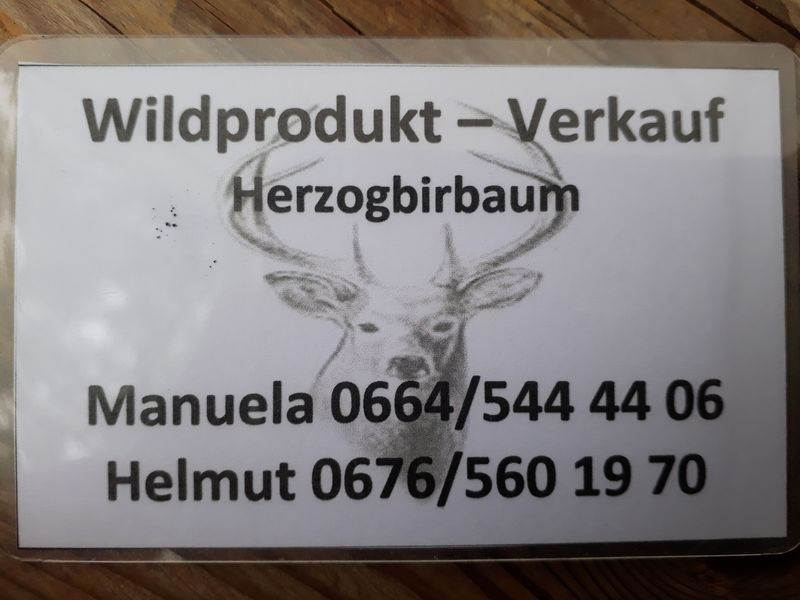 Wildprodukt – Verkauf
Herzogbirbaum
Manuela 0664/544 44 06
Helmut 0676/560 19 70